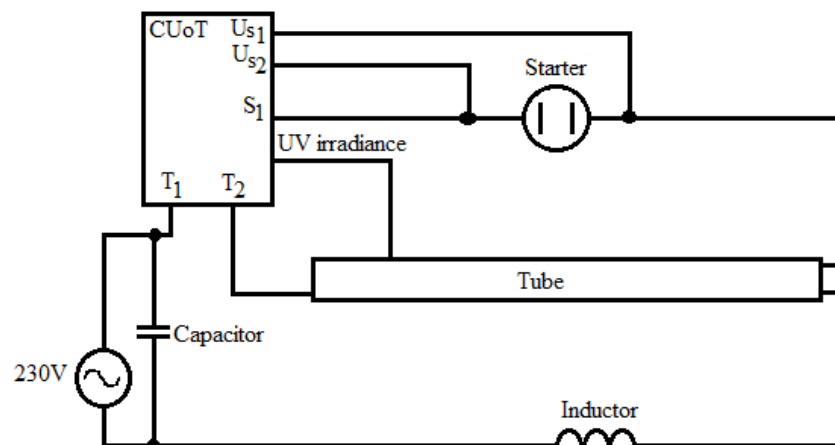 CUoT
Us1
Us2
Starter
S1
UV irradiance
T1
T2
Tube
Capacitor
230V
Inductor